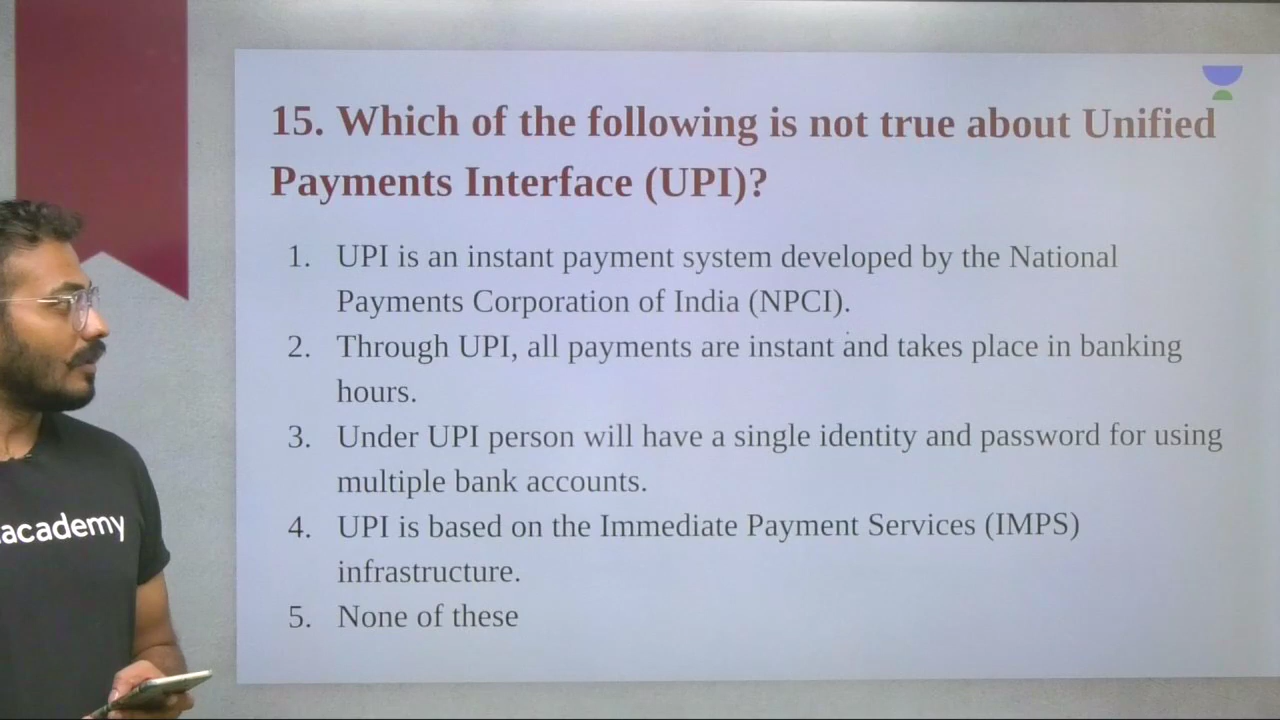 15. Which of the following is not true about Unified
Payments Interface (UPI)?
1. UPI is an instant payment system developed by the National
Payments Corporation of India (NPCI).
2. Through UPI, all payments are instant and takes place in banking
hours.
3. Under UPI person will have a single identity and password for using
multiple bank accounts.
4. UPI is based on the Immediate Payment Services (IMPS)
infrastructure.
5. None of these
academy